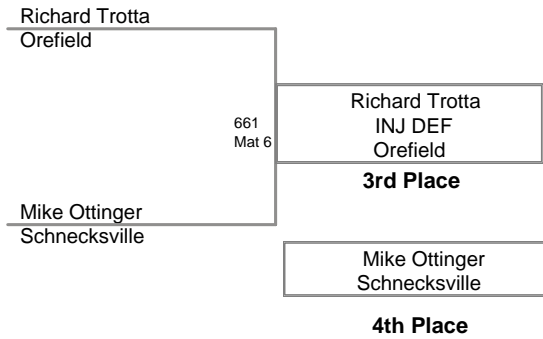 Richard Trotta
Orefield
661
Mat 6
Richard Trotta
INJ DEF
Orefield
3rd Place
Mike Ottinger
Schnecksville
Mike Ottinger
Schnecksville
4th Place